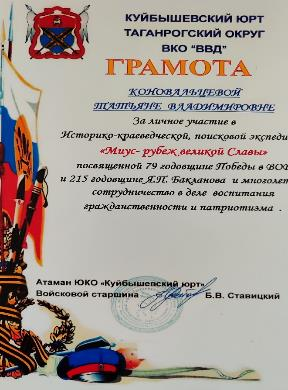 КУЙБЫШЕВСКИЙ ЮРТ
ТАГАНРОГСКИЙ ОКРУГ
ВКО "ВВД"
ГРАМОТА
КОНОВАЛЬЦЕВОЙ
ТАТЬЯНЕ ВЛАДИМИРОВНЕ
За личное участие в
Историко-краеведческой, поисковой экспеди
«Миус- рубеж великой Славы»
посвященной 79 годовщине Победы в ВОВ
и 215 годовщине Я.П. Бакланова и многолет
сотрудничество в деле воспитания
гражданственности и патриотизма .
Атаман ЮКО «Куйбышевский юрт»
Войсковой старшина Б.В. Ставицкий